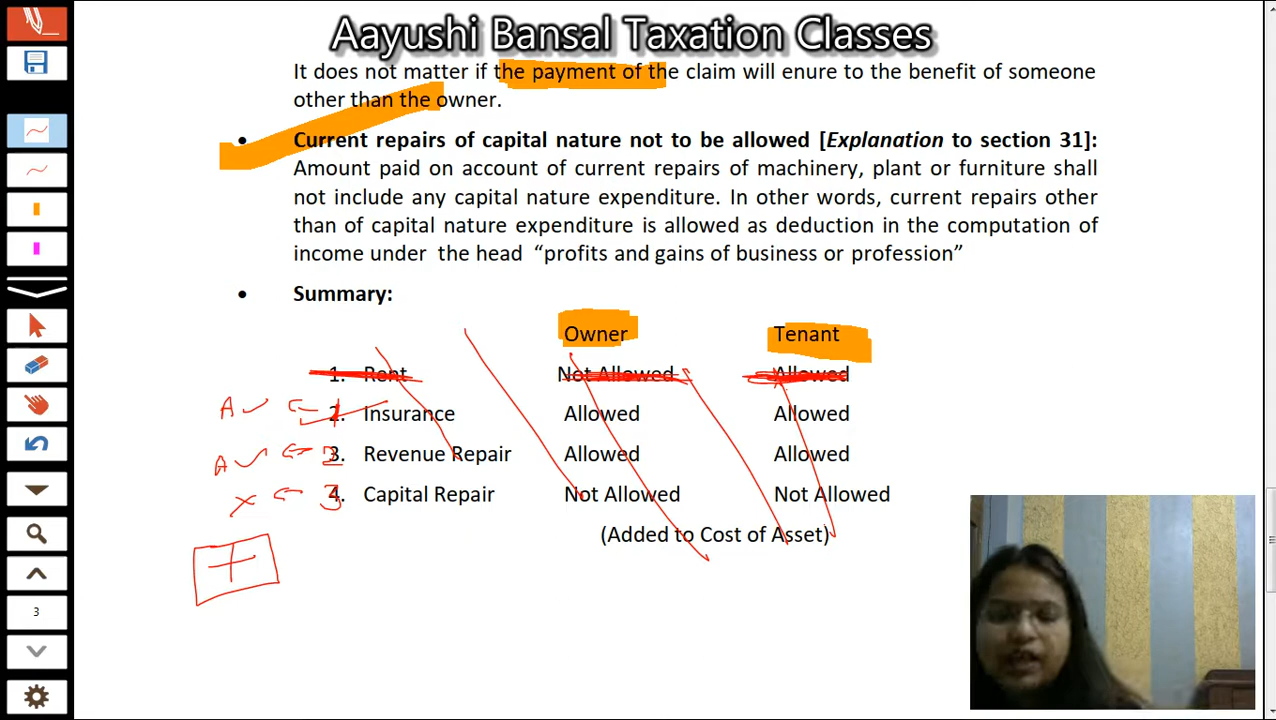 Aayushi Bansal Taxation Classes
It does not matter if the payment of the claim will enure to the benefit of someone
other than the owner.
• Current repairs of capital nature not to be allowed [Explanation to section 31]:
Amount paid on account of current repairs of machinery, plant or furniture shall
not include any capital nature expenditure. In other words, current repairs other
than of capital nature expenditure is allowed as deduction in the computation of
income under the head “profits and gains of business or profession”
• Summary:
Owner Tenant
1. Rent Not Allowed Allowed
A ✓ ← 1 2. Insurance Allowed Allowed
A ✓ ← 2 3. Revenue Repair Allowed Allowed
× ← 3 4. Capital Repair Not Allowed Not Allowed
(Added to Cost of Asset)
+
3